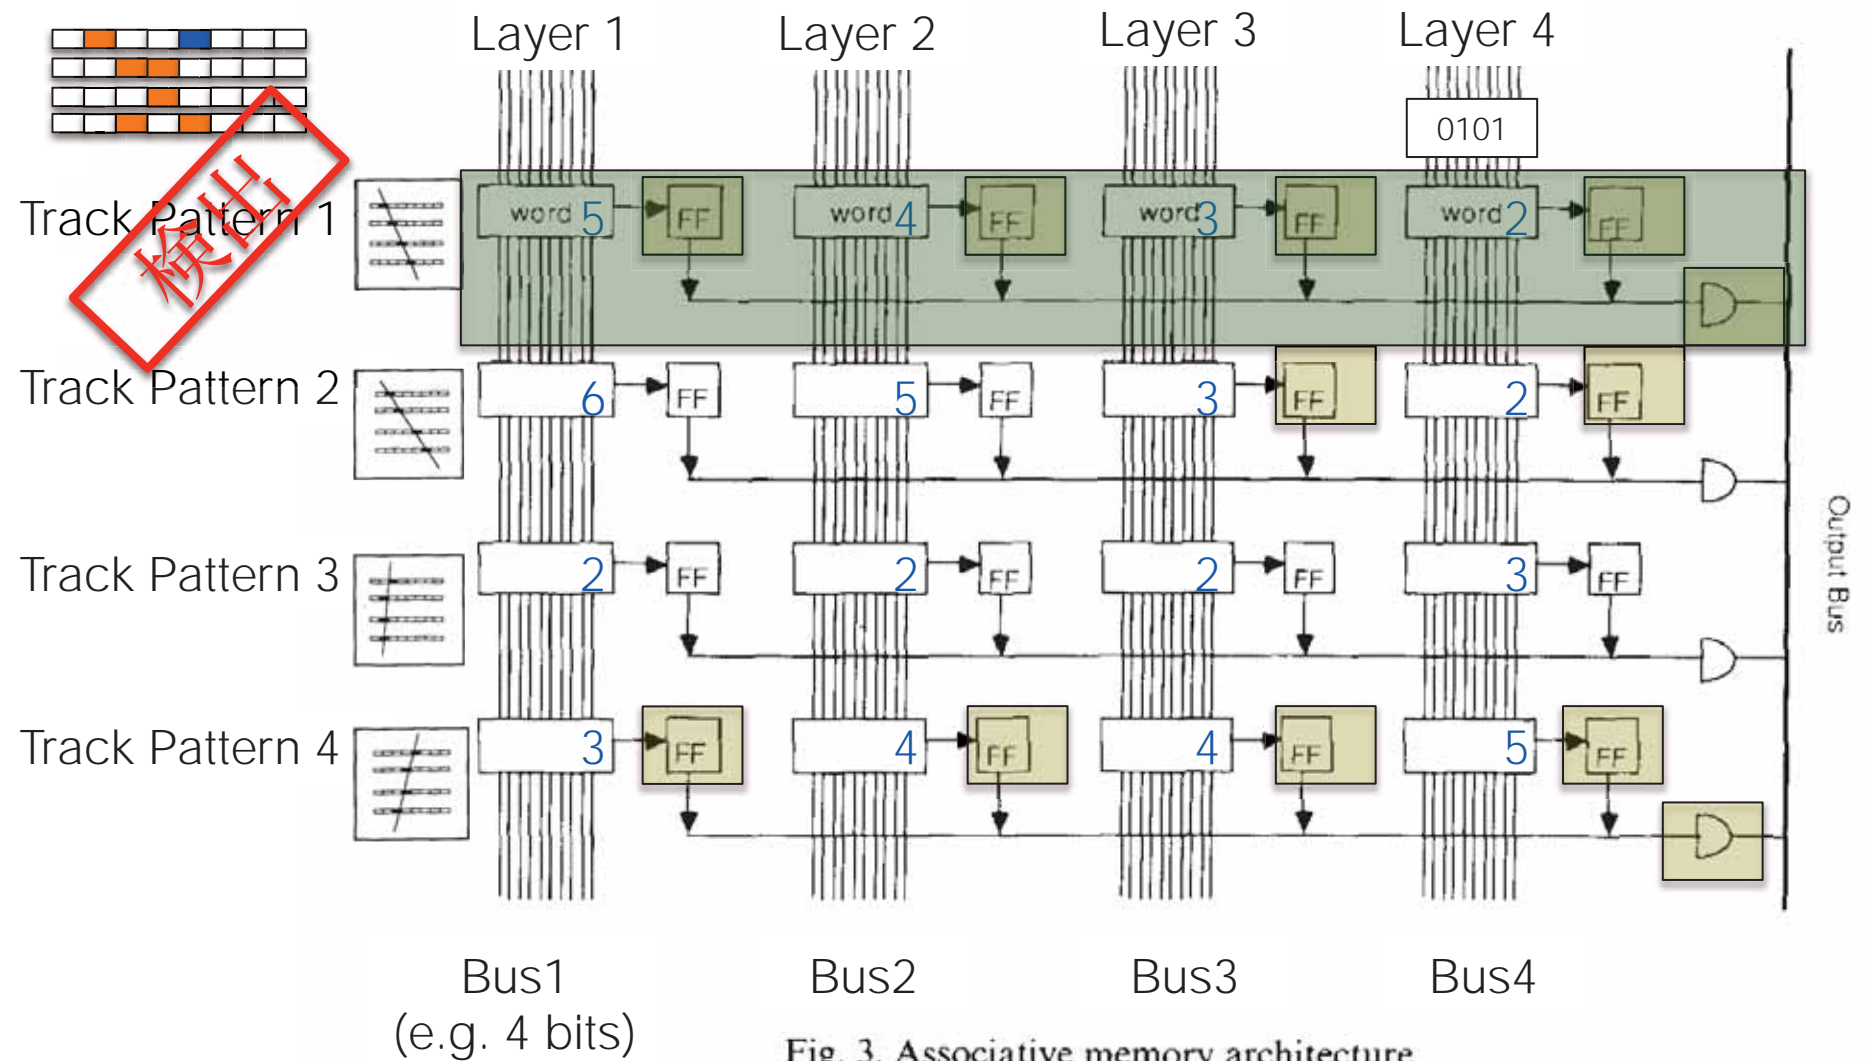 Layer 1 Layer 2 Layer 3 Layer 4
0101
検出
Track Pattern 1 word 5 FF word 4 FF word 3 FF word 2 FF
Track Pattern 2 6 FF 5 FF 3 FF 2 FF
Track Pattern 3 2 FF 2 FF 2 FF 3 FF
Track Pattern 4 3 FF 4 FF 4 FF 5 FF
Output Bus
Bus1 Bus2 Bus3 Bus4
(e.g. 4 bits)
Fig. 3. Associative memory architecture